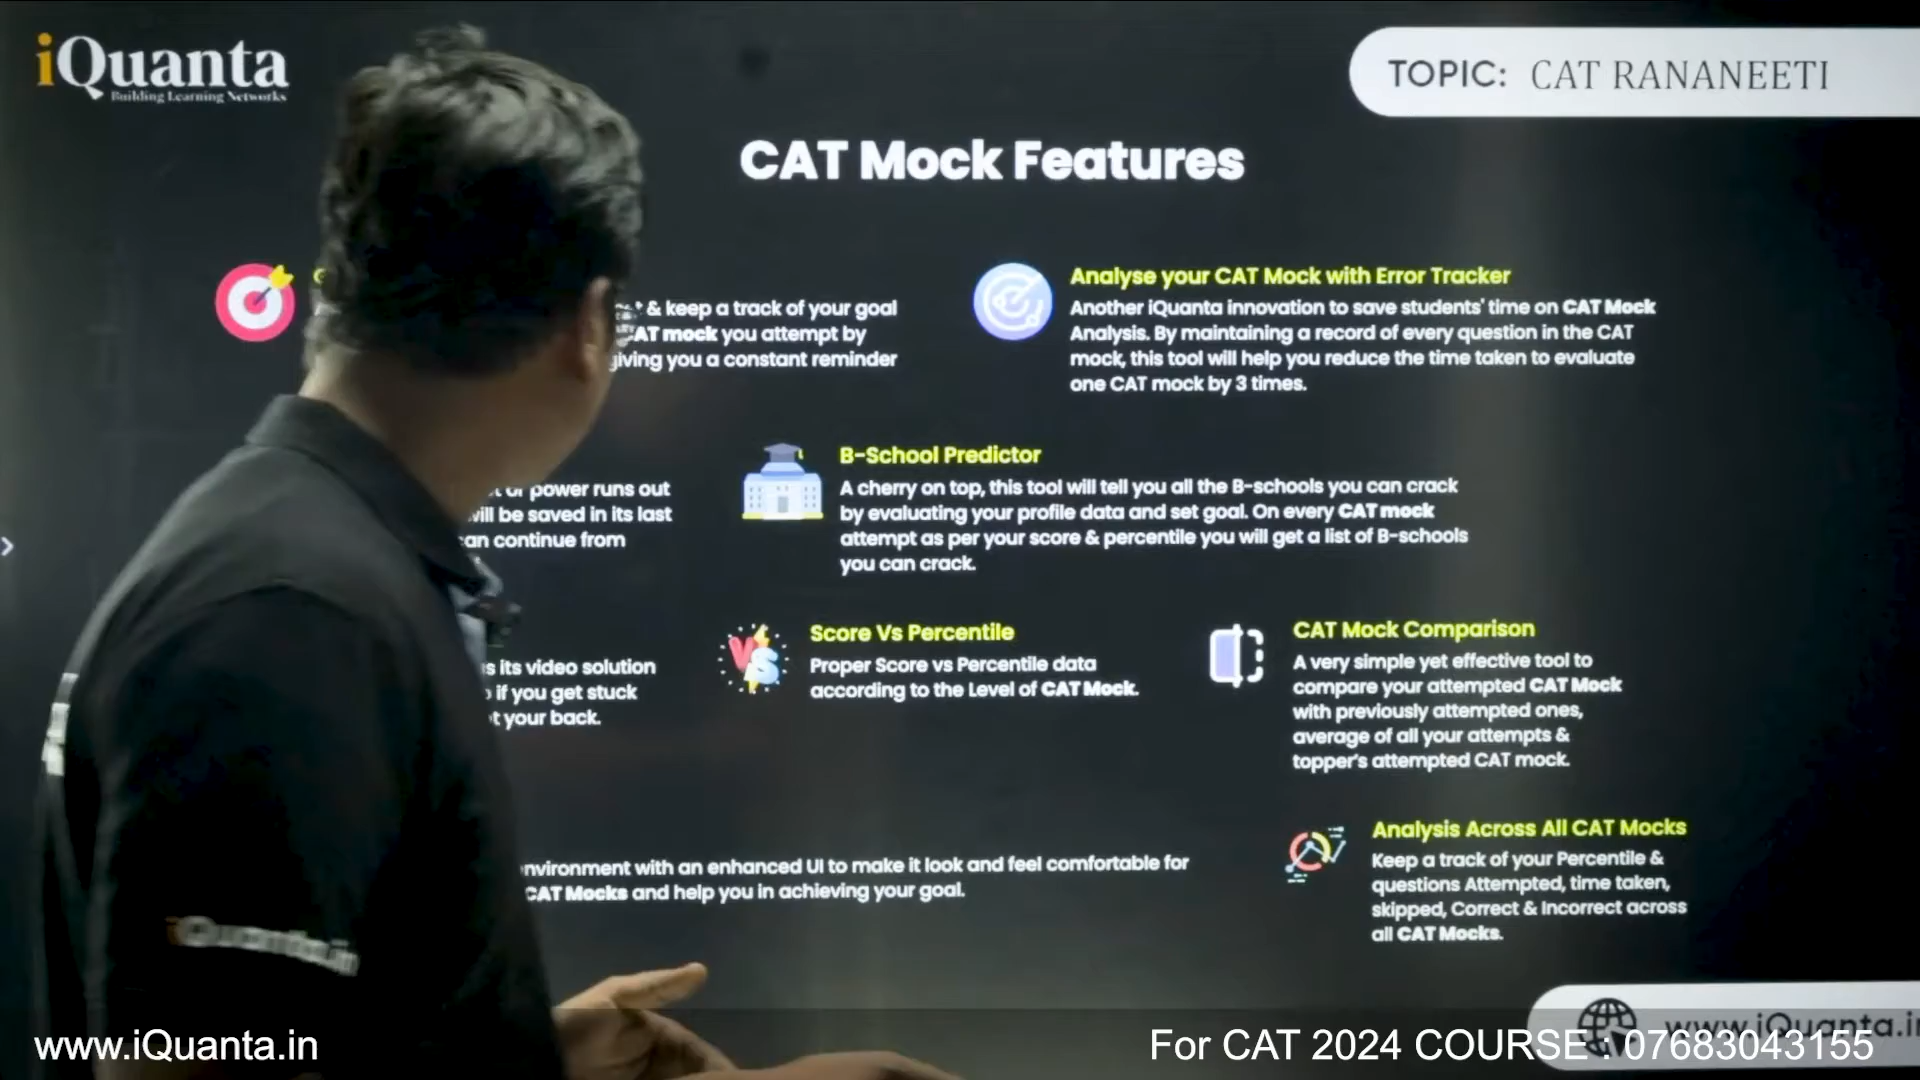 iQuanta
Building Learning Networks
TOPIC: CAT RANANEETI
CAT Mock Features
& keep a track of your goal
CAT mock you attempt by
giving you a constant reminder
Analyse your CAT Mock with Error Tracker
Another iQuanta innovation to save students' time on CAT Mock
Analysis. By maintaining a record of every question in the CAT
mock, this tool will help you reduce the time taken to evaluate
one CAT mock by 3 times.
or power runs out
will be saved in its last
can continue from
B-School Predictor
A cherry on top, this tool will tell you all the B-schools you can crack
by evaluating your profile data and set goal. On every CAT mock
attempt as per your score & percentile you will get a list of B-schools
you can crack.
its video solution
if you get stuck
your back.
Score Vs Percentile
Proper Score vs Percentile data
according to the Level of CAT Mock.
VS
CAT Mock Comparison
A very simple yet effective tool to
compare your attempted CAT Mock
with previously attempted ones,
average of all your attempts &
topper's attempted CAT mock.
nvironment with an enhanced UI to make it look and feel comfortable for
CAT Mocks and help you in achieving your goal.
Analysis Across All CAT Mocks
Keep a track of your Percentile &
questions Attempted, time taken,
skipped, Correct & Incorrect across
all CAT Mocks.
iQuanta.in
www.iQuanta.in
www.iQuanta.in
For CAT 2024 COURSE : 07683043155